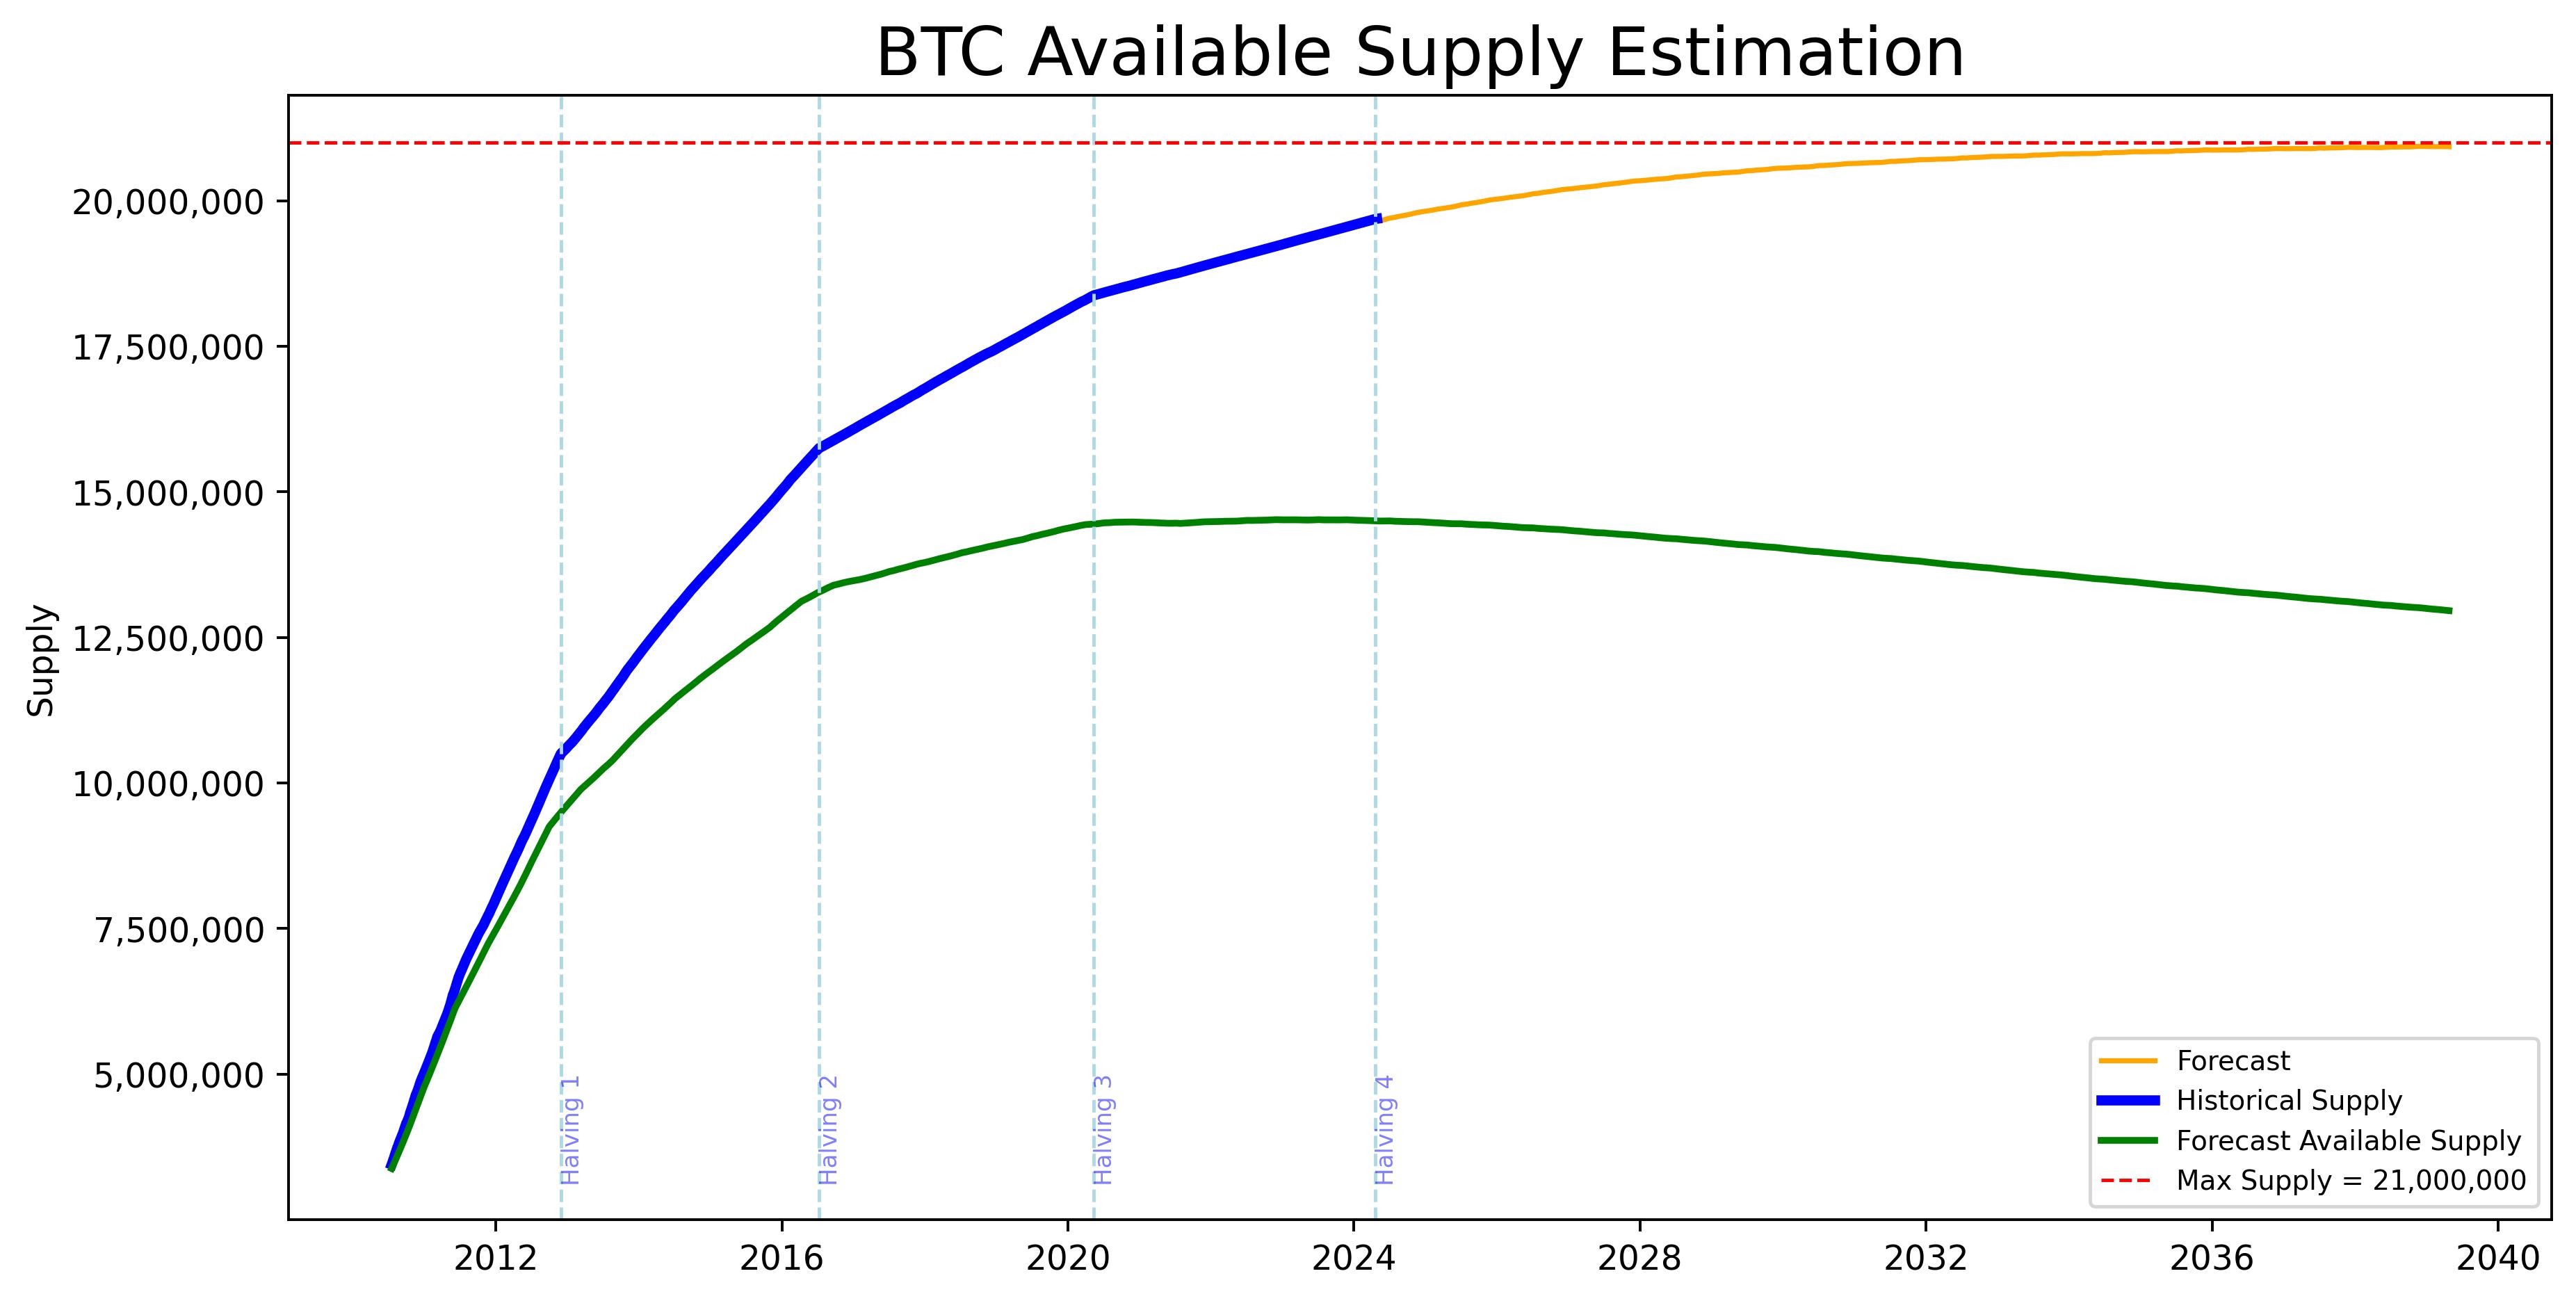 BTC Available Supply Estimation
Supply
20,000,000
17,500,000
15,000,000
12,500,000
10,000,000
7,500,000
5,000,000
Halving 1
Halving 2
Halving 3
Halving 4
Forecast
Historical Supply
Forecast Available Supply
Max Supply = 21,000,000
2012 2016 2020 2024 2028 2032 2036 2040